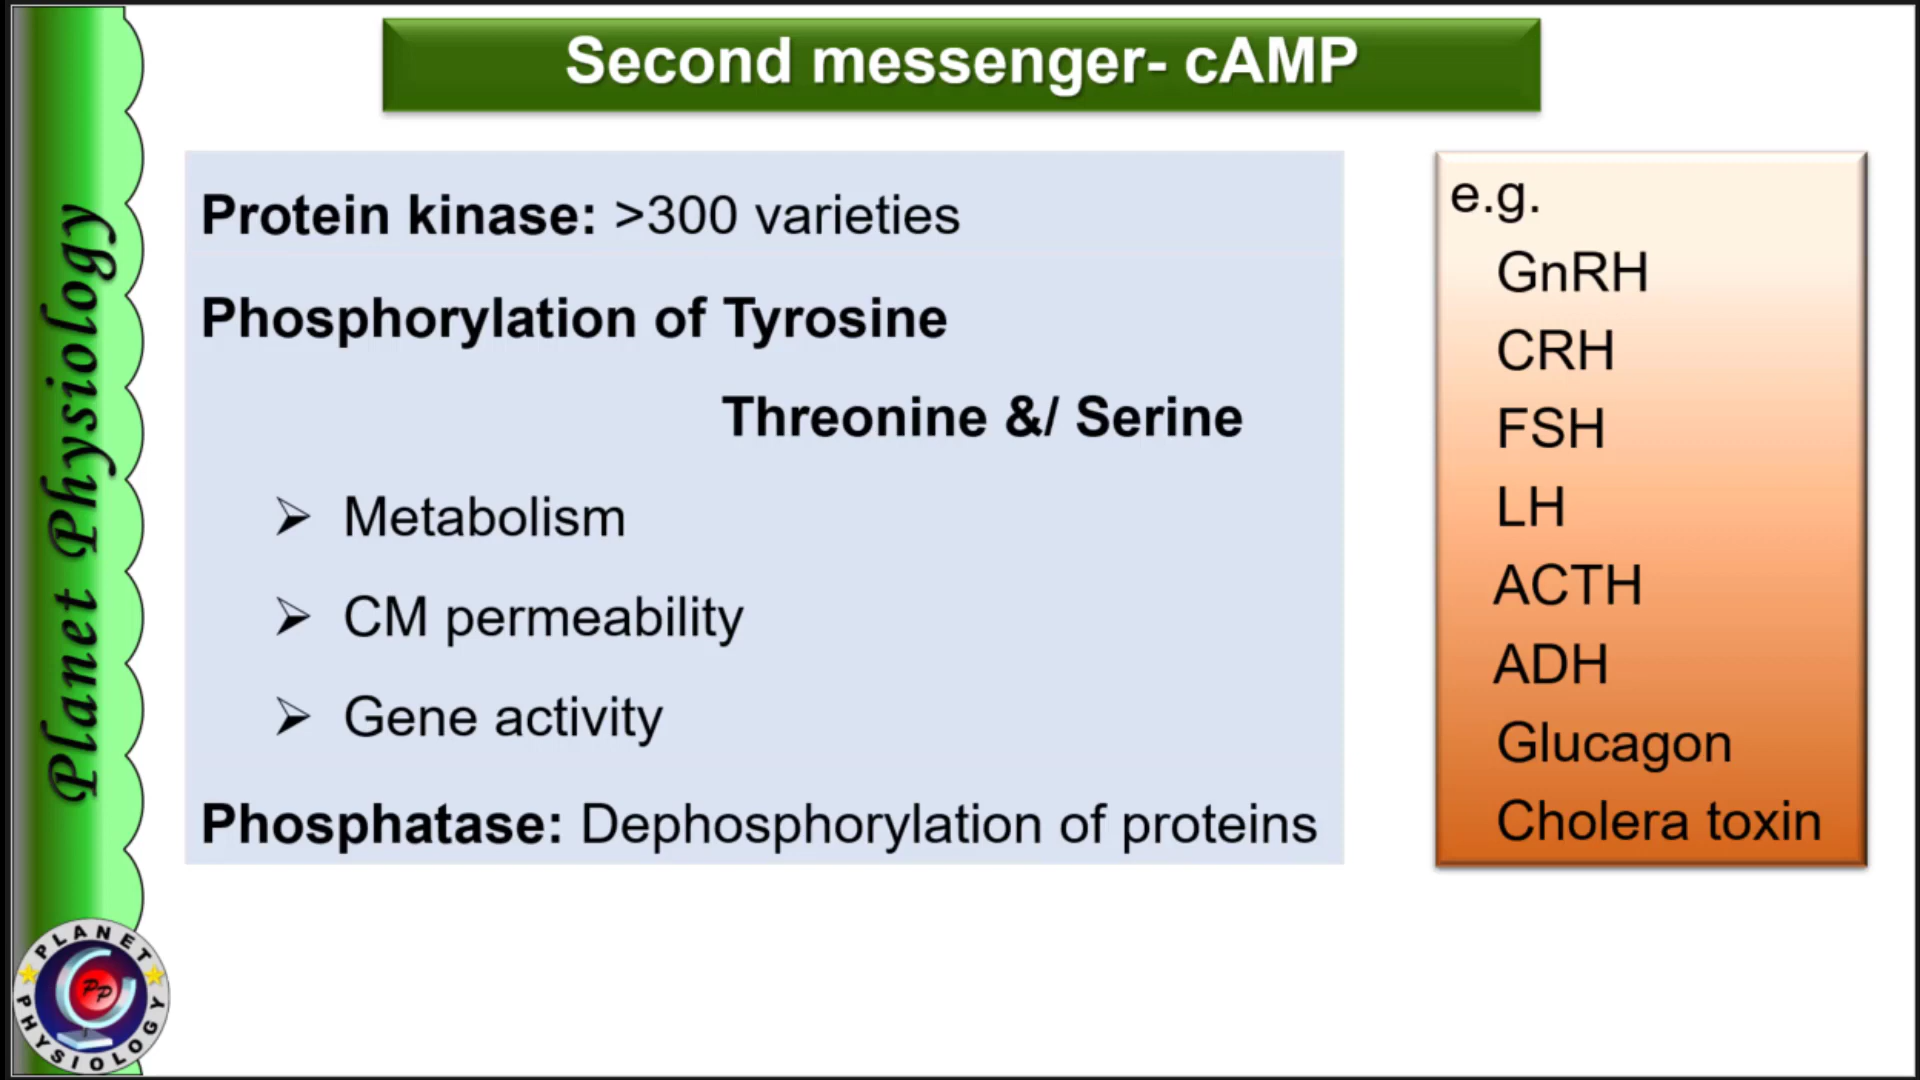 Second messenger- cAMP
Protein kinase: >300 varieties
Phosphorylation of Tyrosine
Threonine &/ Serine
➢ Metabolism
➢ CM permeability
➢ Gene activity
Phosphatase: Dephosphorylation of proteins
e.g.
GnRH
CRH
FSH
LH
ACTH
ADH
Glucagon
Cholera toxin
Planet Physiology
PLANET
PP
PHYSIOLOGY